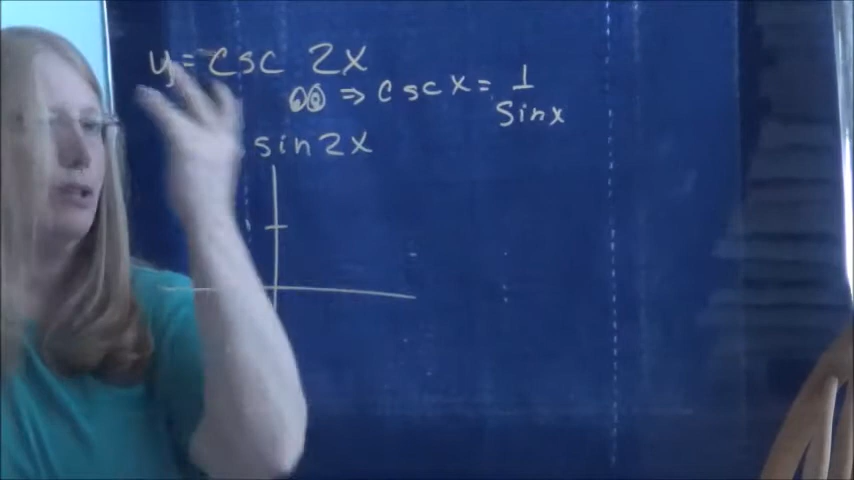 y = csc 2x
⇒ csc x = 1/sin x
sin 2x